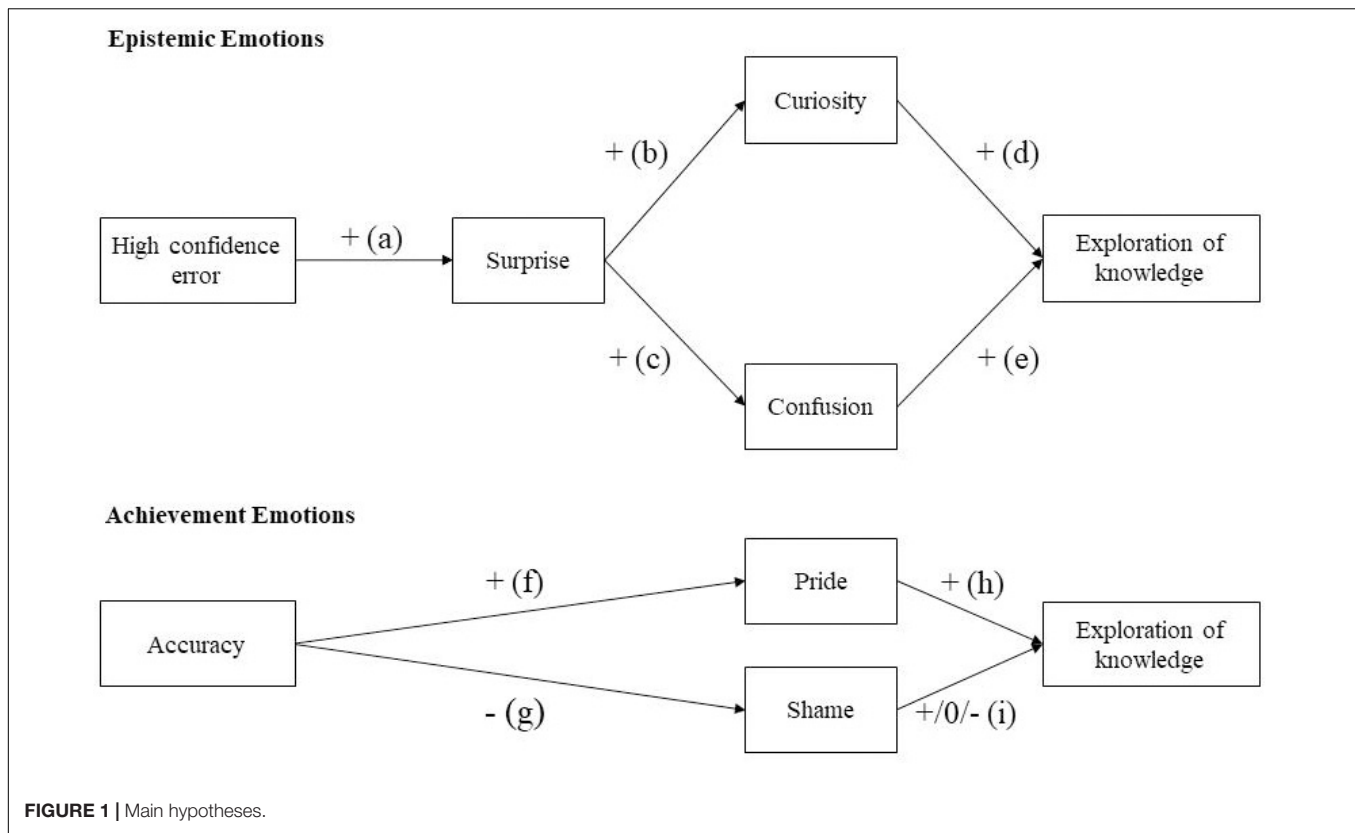 Epistemic Emotions
Curiosity
+ (b)
+ (d)
High confidence
error
+ (a)
Surprise
Exploration of
knowledge
+ (c)
+ (e)
Confusion
Achievement Emotions
+ (f)
Pride
+ (h)
Accuracy
Exploration of
knowledge
- (g)
Shame
+/0/- (i)
FIGURE 1 | Main hypotheses.